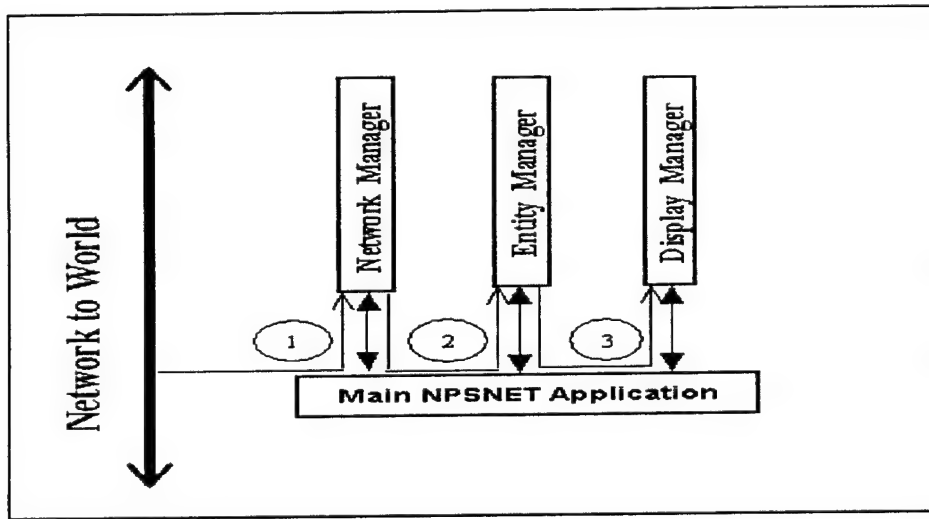 Network to World
Network Manager
Entity Manager
Display Manager
1
2
3
Main NPSNET Application